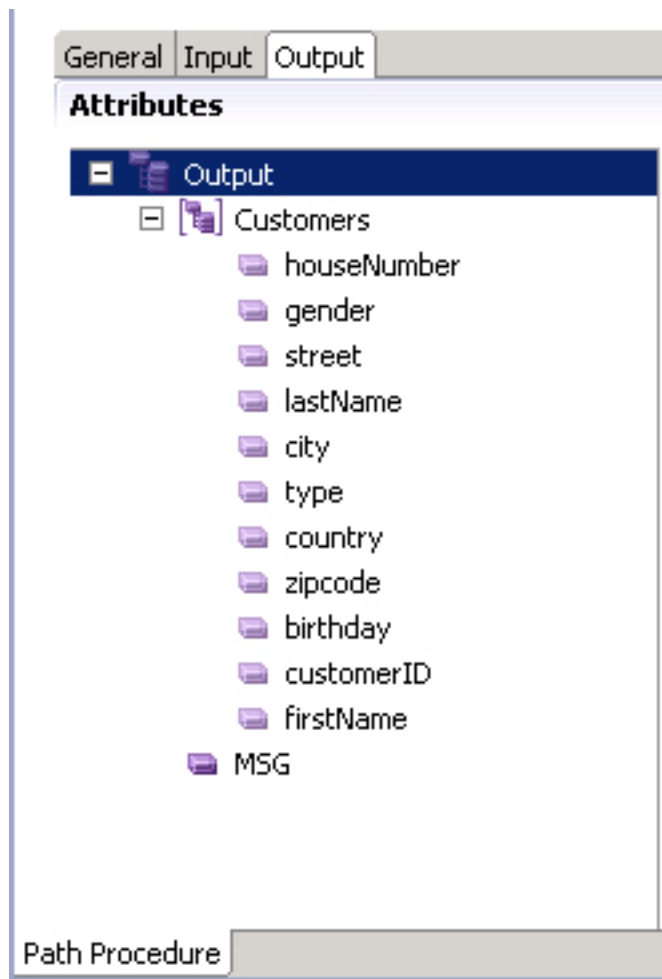 General Input Output
Attributes
Output
Customers
houseNumber
gender
street
lastName
city
type
country
zipcode
birthday
customerID
firstName
MSG
Path Procedure